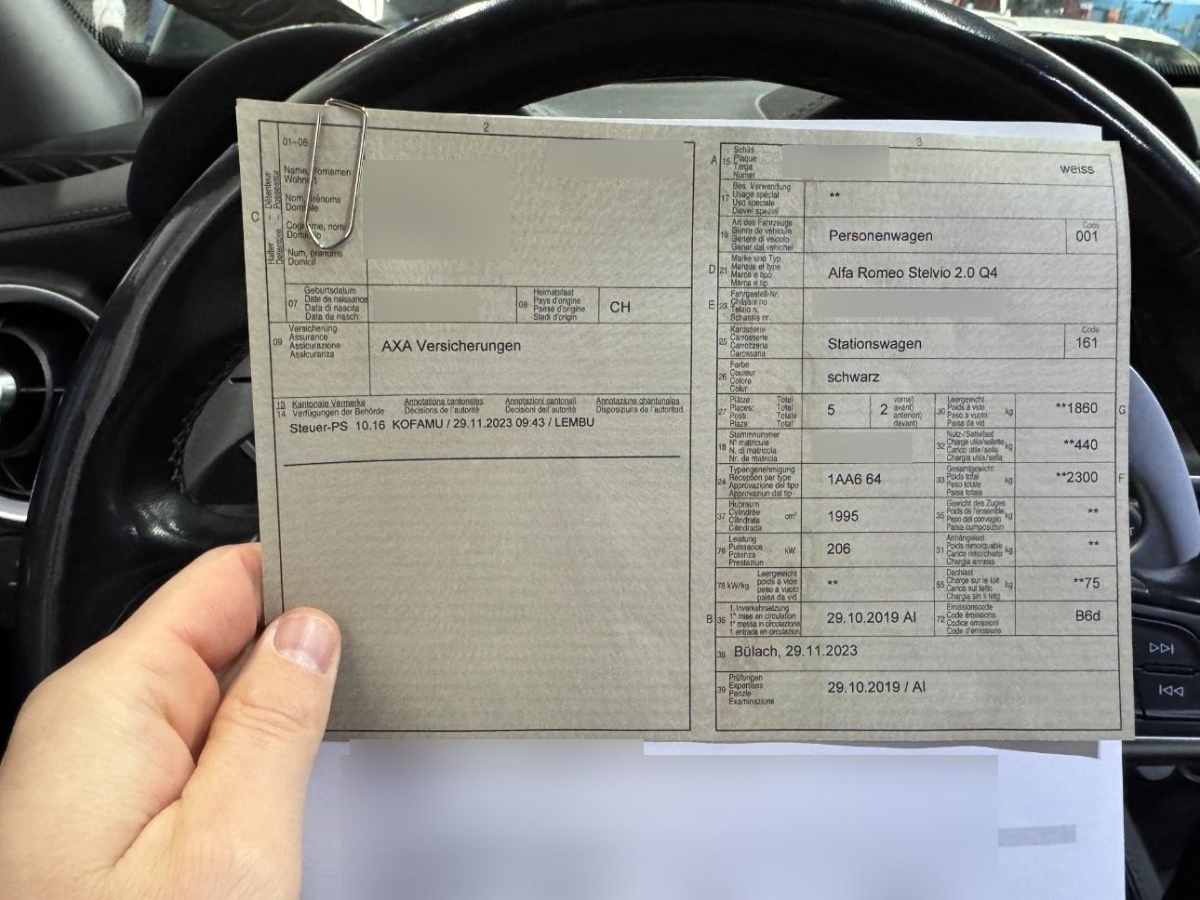 2
01-06
C
Halter
Détenteur
Detentore
Possessur
Name, Vornamen
Wohnort
Nom, prénoms
Domicile
Cognome, nomi
Domicilio
Num, prenums
Domicil
07
Geburtsdatum
Date de naissance
Data di nascita
Data da nasch.
08
Heimatstaat
Pays d'origine
Paese d'origine
Stadi d'origin
CH
09
Versicherung
Assurance
Assicurazione
Assicuranza
AXA Versicherungen
13 Kantonale Vermerke Annotations cantonales Annotazioni cantonali Annotaziuns chantunalas
14 Verfügungen der Behörde Décisions de l'autorité Decisioni dell'autorità Disposiziuns da l'autoritad
Steuer-PS 10.16 KOFAMU / 29.11.2023 09:43 / LEMBU
3
A 15
Schild
Plaque
Targa
Numer
weiss
17
Bes. Verwendung
Usage spécial
Uso speciale
Diever spezial
**
19
Art des Fahrzeugs
Genre de véhicule
Genere di veicolo
Gener dal vehichel
Personenwagen
Code
001
D 21
Marke und Typ
Marque et type
Marca e tipo
Marca e tip
Alfa Romeo Stelvio 2.0 Q4
E 23
Fahrgestell-Nr.
Châssis no
Telaio n.
Schassis nr.
25
Karosserie
Carrosserie
Carrozzeria
Carossaria
Stationswagen
Code
161
26
Farbe
Couleur
Colore
Colur
schwarz
27
Plätze: Total
Places: Total
Posti: Totale
Plazs: Total
5
2
vorne)
avant)
anteriori)
davant)
30
Leergewicht
Poids à vide
Peso a vuoto
Paisa da vid
kg
**1860
G
18
Stammnummer
N° matricule
N. di matricola
Nr. da matricla
32
Nutz-/Sattellast
Charge utile/sellette
Carico utile/sella
Chargia utila/sella
kg
**440
24
Typengenehmigung
Réception par type
Approvazione del tipo
Approvaziun dal tip
1AA6 64
33
Gesamtgewicht
Poids total
Peso totale
Paisa totala
kg
**2300
F
37
Hubraum
Cylindrée
Cilindrata
Cilindrada
cm³
1995
35
Gewicht des Zuges
Poids de l'ensemble
Peso del convoglio
Paisa cumposiziun
kg
**
76
Leistung
Puissance
Potenza
Prestaziun
kW
206
31
Anhängelast
Poids remorquable
Carico rimorchiato
Chargia annexa
kg
**
78 kW/kg
Leergewicht
poids à vide
peso a vuoto
paisa da vid
**
55
Dachlast
Charge sur le toit
Carico sul tetto
Chargia sin il tetg
kg
**75
B 36
1. Inverkehrsetzung
1re mise en circulation
1a messa in circolazione
1. entrada en circulaziun
29.10.2019 AI
72
Emissionscode
Code émissions
Codice emissioni
Code d'emissiuns
B6d
38 Bülach, 29.11.2023
39
Prüfungen
Expertises
Perizie
Examinaziuns
29.10.2019 / AI